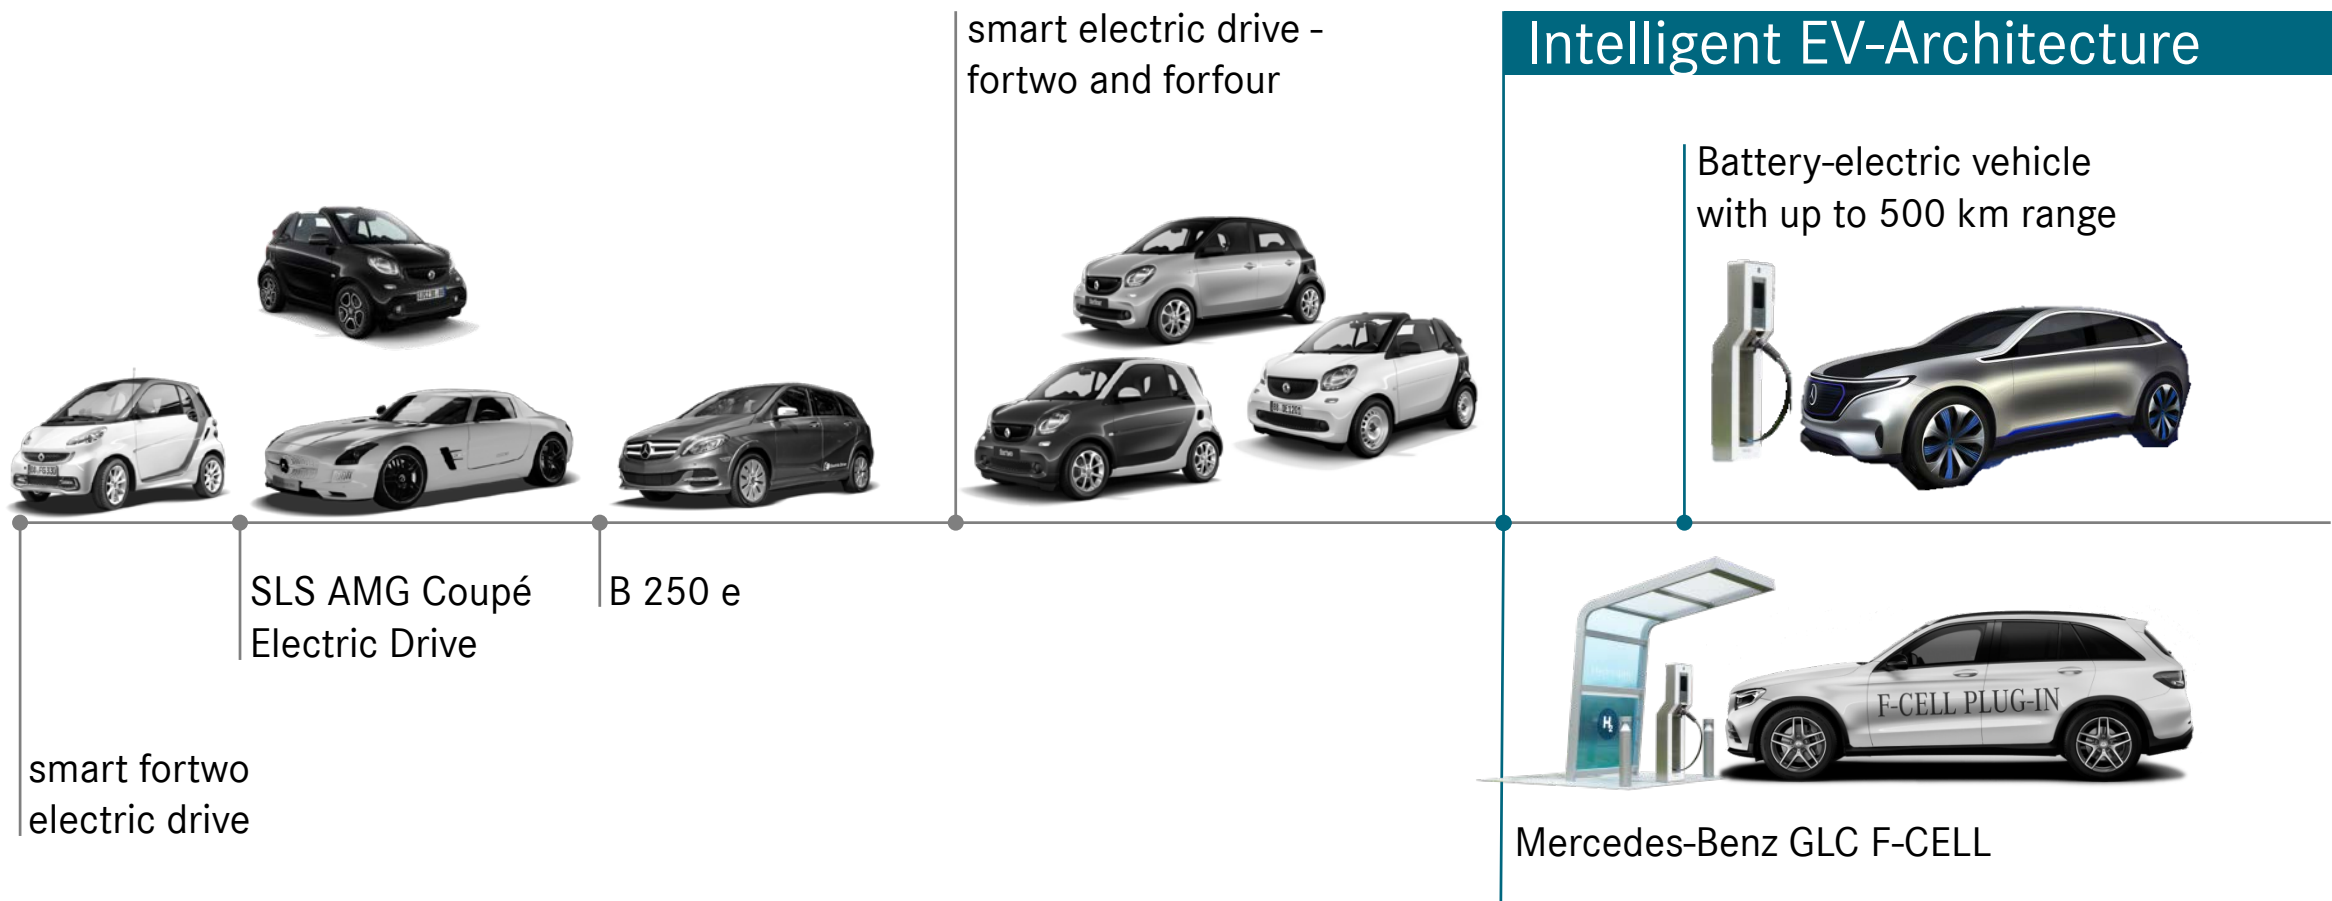 smart electric drive -
fortwo and forfour
Intelligent EV-Architecture
Battery-electric vehicle
with up to 500 km range
SLS AMG Coupé
Electric Drive
B 250 e
smart fortwo
electric drive
H2
F-CELL PLUG-IN
Mercedes-Benz GLC F-CELL